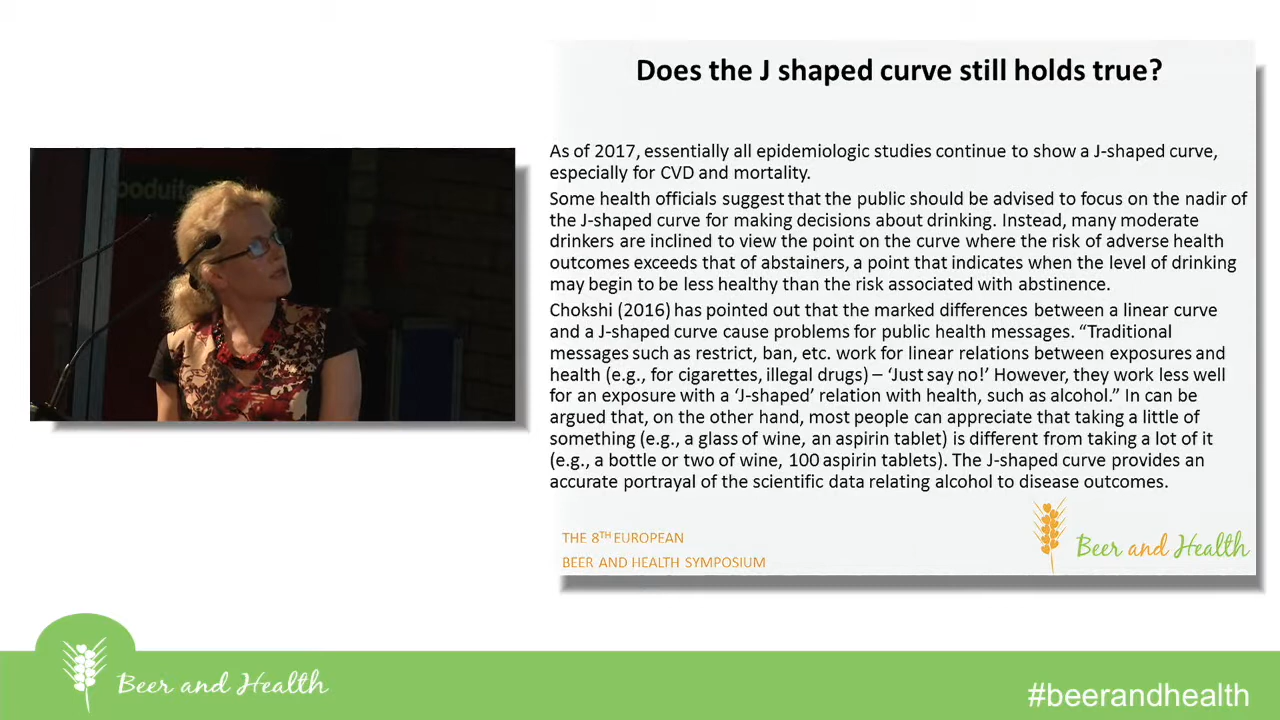 Does the J shaped curve still holds true?
As of 2017, essentially all epidemiologic studies continue to show a J-shaped curve,
especially for CVD and mortality.
Some health officials suggest that the public should be advised to focus on the nadir of
the J-shaped curve for making decisions about drinking. Instead, many moderate
drinkers are inclined to view the point on the curve where the risk of adverse health
outcomes exceeds that of abstainers, a point that indicates when the level of drinking
may begin to be less healthy than the risk associated with abstinence.
Chokshi (2016) has pointed out that the marked differences between a linear curve
and a J-shaped curve cause problems for public health messages. “Traditional
messages such as restrict, ban, etc. work for linear relations between exposures and
health (e.g., for cigarettes, illegal drugs) – ‘Just say no!’ However, they work less well
for an exposure with a ‘J-shaped’ relation with health, such as alcohol.” In can be
argued that, on the other hand, most people can appreciate that taking a little of
something (e.g., a glass of wine, an aspirin tablet) is different from taking a lot of it
(e.g., a bottle or two of wine, 100 aspirin tablets). The J-shaped curve provides an
accurate portrayal of the scientific data relating alcohol to disease outcomes.
THE 8TH EUROPEAN
BEER AND HEALTH SYMPOSIUM
Beer and Health
Beer and Health
#beerandhealth